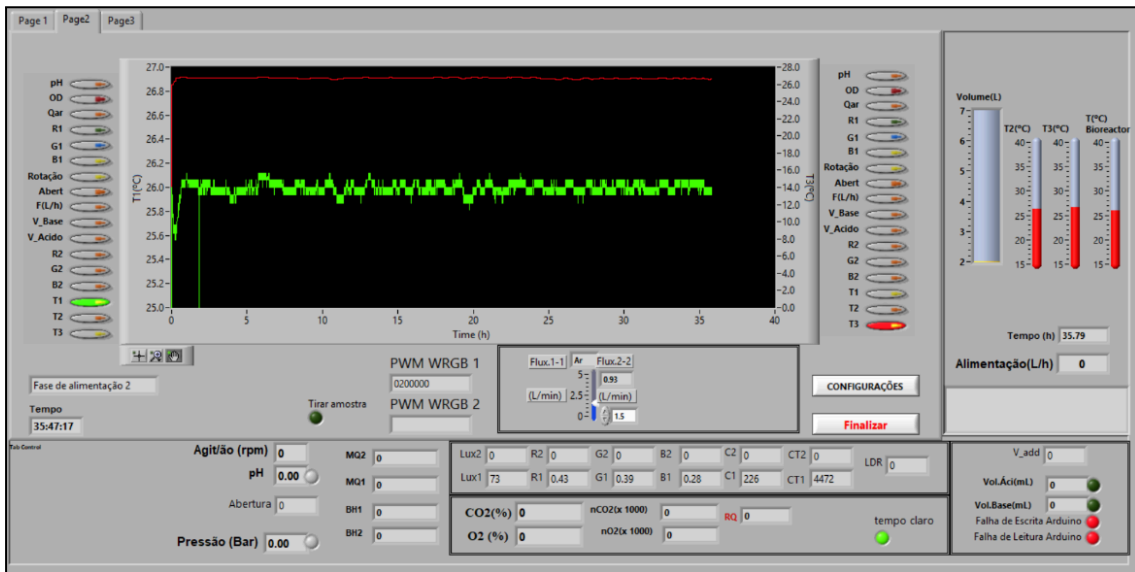 Page 1 Page2 Page3
pH
OD
Qar
R1
G1
B1
Rotação
Abert
F(L/h)
V_Base
V_Acido
R2
G2
B2
T1
T2
T3
T1(ºC)
27.0
26.8
26.6
26.4
26.2
26.0
25.8
25.6
25.4
25.2
25.0
0 5 10 15 20 25 30 35 40
Time (h)
28.0
26.0
24.0
22.0
20.0
18.0
16.0
14.0
12.0
10.0
8.0
6.0
4.0
2.0
0.0
T3(ºC)
pH
OD
Qar
R1
G1
B1
Rotação
Abert
F(L/h)
V_Base
V_Acido
R2
G2
B2
T1
T2
T3
Volume(L)
7
6
5
4
3
2
T2(ºC) T3(ºC) T(ºC) Bioreactor
40 40 40
35 35 35
30 30 30
25 25 25
20 20 20
15 15 15
Tempo (h) 35.79
Alimentação(L/h) 0
Fase de alimentação 2
Tempo
35:47:17
Tirar amostra
PWM WRGB 1
0200000
PWM WRGB 2
Flux.1-1 Ar Flux.2-2
5 0.93
(L/min) 2.5 (L/min)
0 1.5
CONFIGURAÇÕES
Finalizar
Tab Control
Agit/ão (rpm) 0
pH 0.00
Abertura 0
Pressão (Bar) 0.00
MQ2 0
MQ1 0
BH1 0
BH2 0
Lux2 0 R2 0 G2 0 B2 0 C2 0 CT2 0 LDR 0
Lux1 73 R1 0.43 G1 0.39 B1 0.28 C1 226 CT1 4472
CO2(%) 0 nCO2(x 1000) 0 RQ 0
O2 (%) 0 nO2(x 1000) 0
tempo claro
V_add 0
Vol.Áci(mL) 0
Vol.Base(mL) 0
Falha de Escrita Arduino
Falha de Leitura Arduino